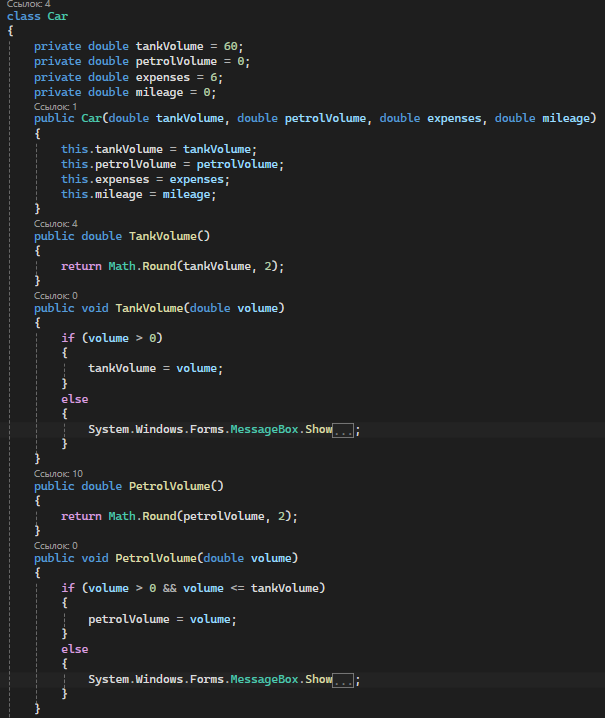 Ссылок: 4
class Car
{
    private double tankVolume = 60;
    private double petrolVolume = 0;
    private double expenses = 6;
    private double mileage = 0;
    Ссылок: 1
    public Car(double tankVolume, double petrolVolume, double expenses, double mileage)
    {
        this.tankVolume = tankVolume;
        this.petrolVolume = petrolVolume;
        this.expenses = expenses;
        this.mileage = mileage;
    }
    Ссылок: 4
    public double TankVolume()
    {
        return Math.Round(tankVolume, 2);
    }
    Ссылок: 0
    public void TankVolume(double volume)
    {
        if (volume > 0)
        {
            tankVolume = volume;
        }
        else
        {
            System.Windows.Forms.MessageBox.Show...;
        }
    }
    Ссылок: 10
    public double PetrolVolume()
    {
        return Math.Round(petrolVolume, 2);
    }
    Ссылок: 0
    public void PetrolVolume(double volume)
    {
        if (volume > 0 && volume <= tankVolume)
        {
            petrolVolume = volume;
        }
        else
        {
            System.Windows.Forms.MessageBox.Show...;
        }
    }